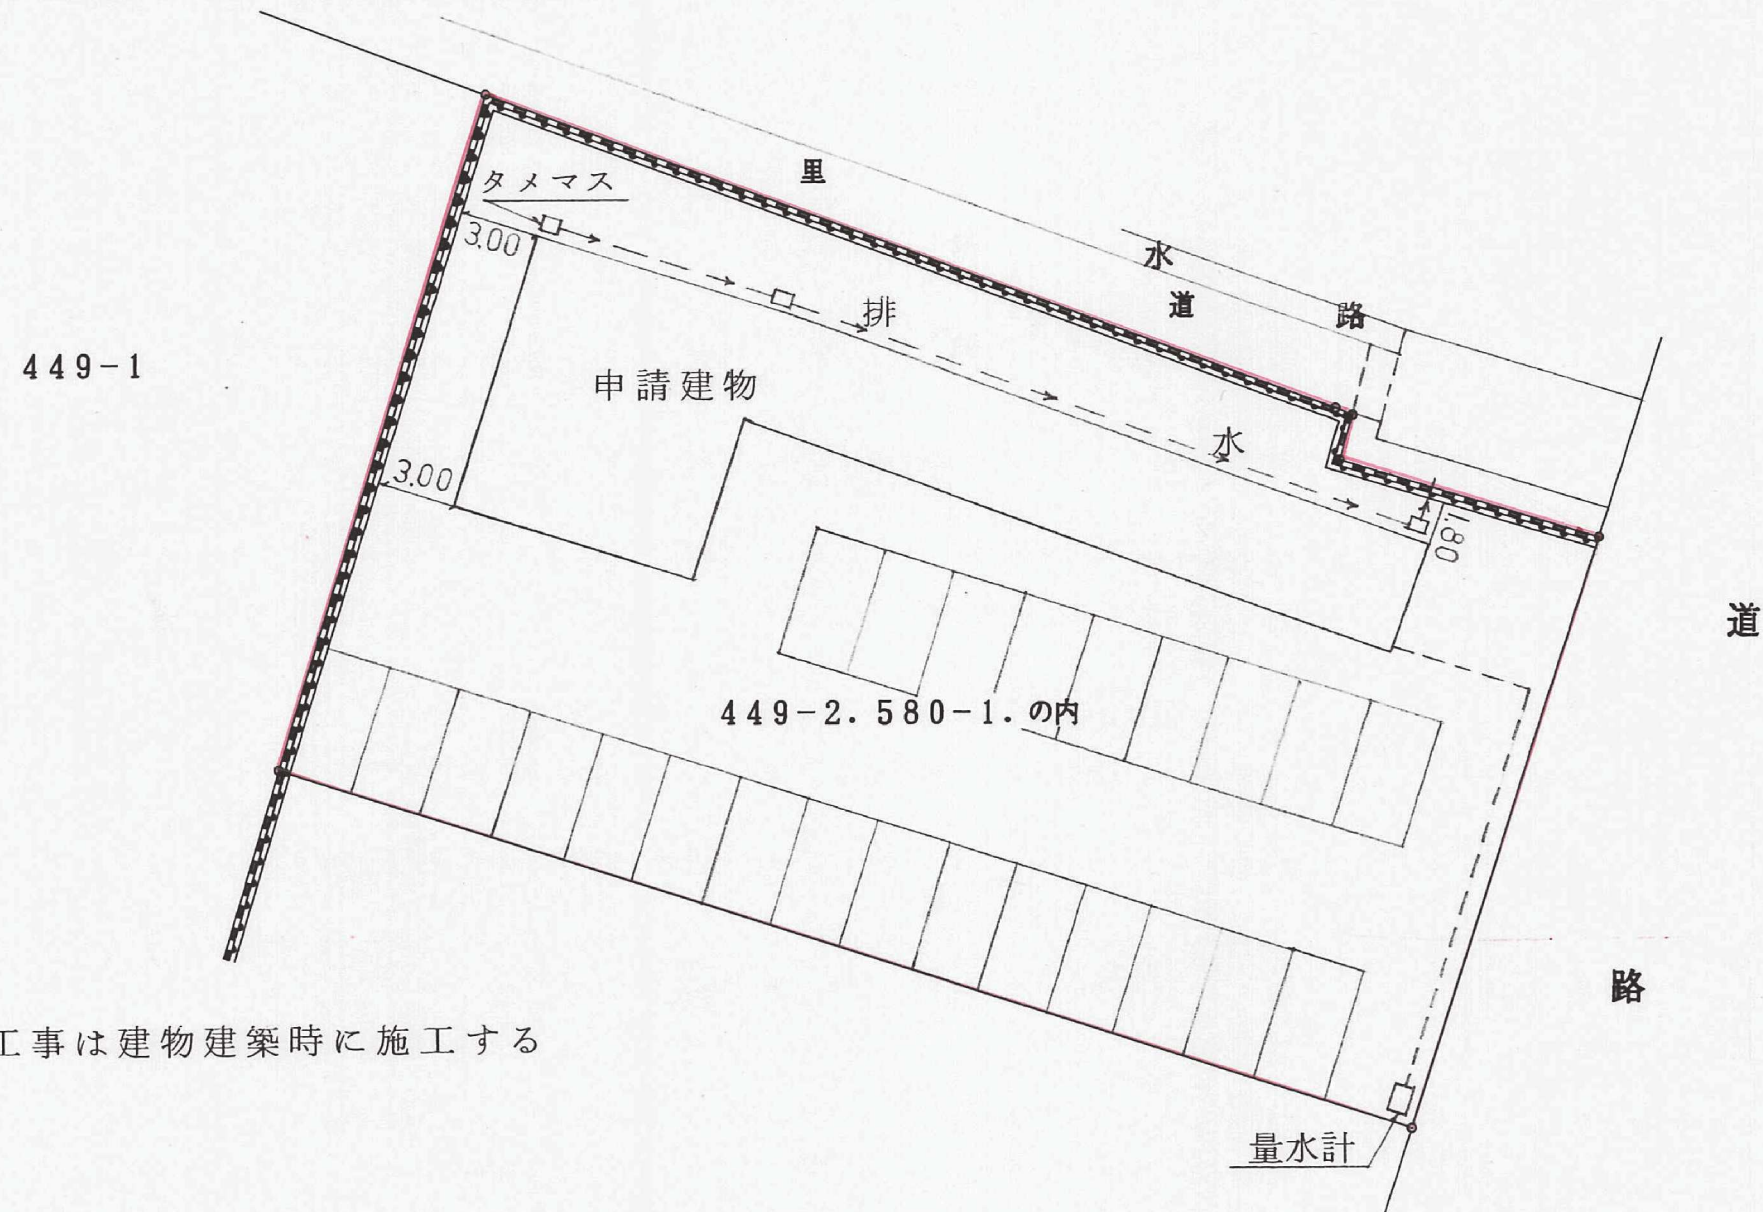 里
タメマス
水
3.00
道
排
路
449-1
申請建物
水
3.00
1.80
道
449-2.580-1.の内
路
工事は建物建築時に施工する
量水計